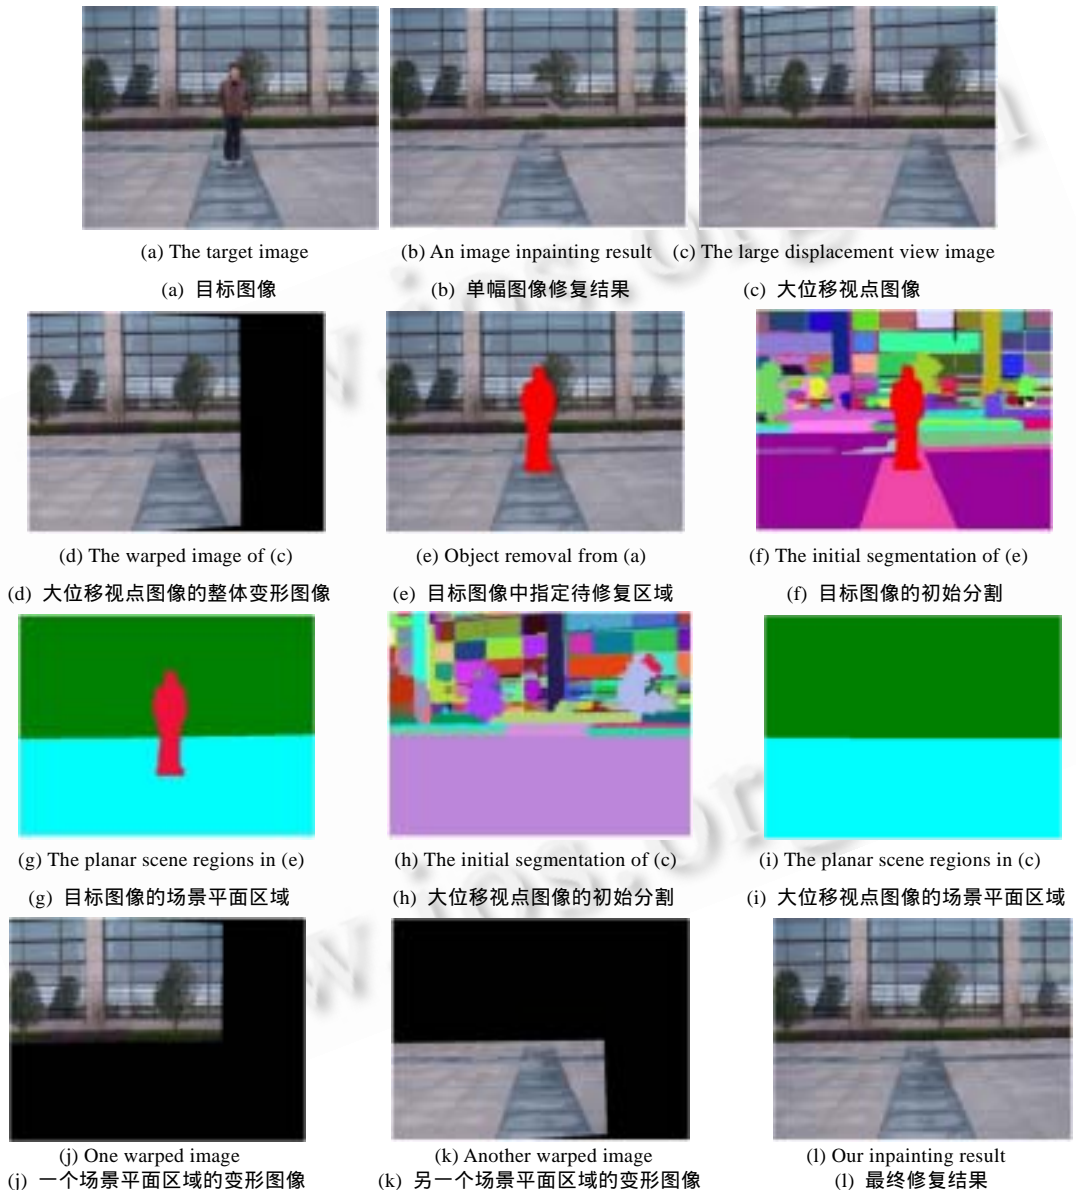 (a) The target image (b) An image inpainting result (c) The large displacement view image
(a) 目标图像 (b) 单幅图像修复结果 (c) 大位移视点图像
(d) The warped image of (c) (e) Object removal from (a) (f) The initial segmentation of (e)
(d) 大位移视点图像的整体变形图像 (e) 目标图像中指定待修复区域 (f) 目标图像的初始分割
(g) The planar scene regions in (e) (h) The initial segmentation of (c) (i) The planar scene regions in (c)
(g) 目标图像的场景平面区域 (h) 大位移视点图像的初始分割 (i) 大位移视点图像的场景平面区域
(j) One warped image (k) Another warped image (l) Our inpainting result
(j) 一个场景平面区域的变形图像 (k) 另一个场景平面区域的变形图像 (l) 最终修复结果